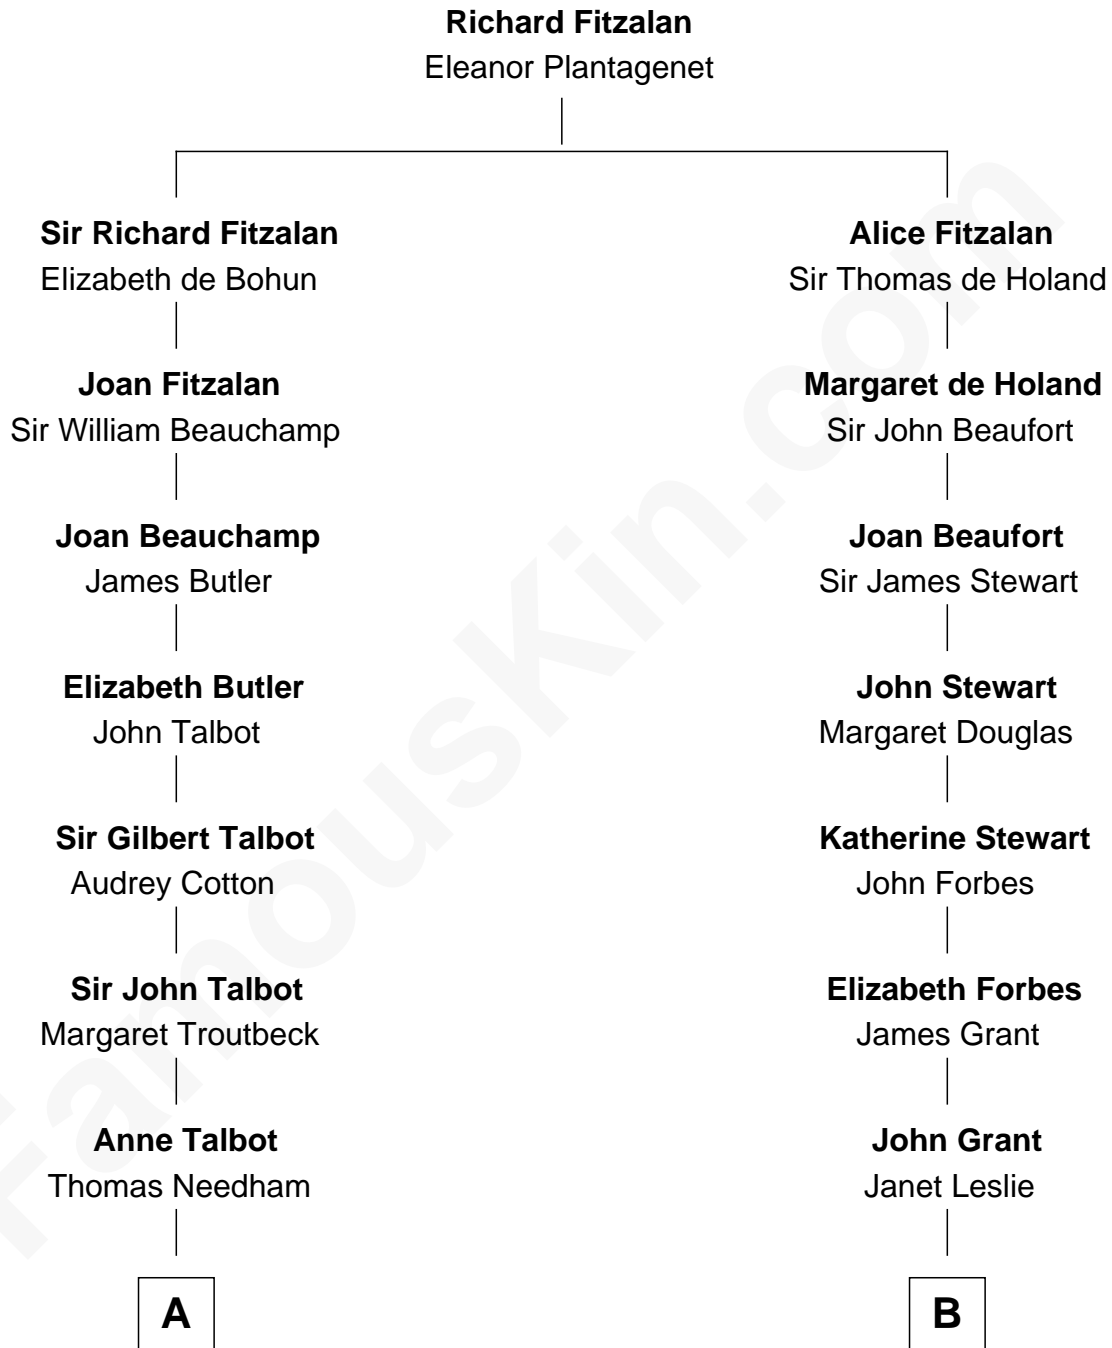 Richard Fitzalan
Eleanor Plantagenet
Sir Richard Fitzalan
Elizabeth de Bohun
Alice Fitzalan
Sir Thomas de Holand
Joan Fitzalan
Sir William Beauchamp
Margaret de Holand
Sir John Beaufort
Joan Beauchamp
James Butler
Joan Beaufort
Sir James Stewart
Elizabeth Butler
John Talbot
John Stewart
Margaret Douglas
Sir Gilbert Talbot
Audrey Cotton
Katherine Stewart
John Forbes
Sir John Talbot
Margaret Troutbeck
Elizabeth Forbes
James Grant
Anne Talbot
Thomas Needham
John Grant
Janet Leslie
A
B
FamousKin.com